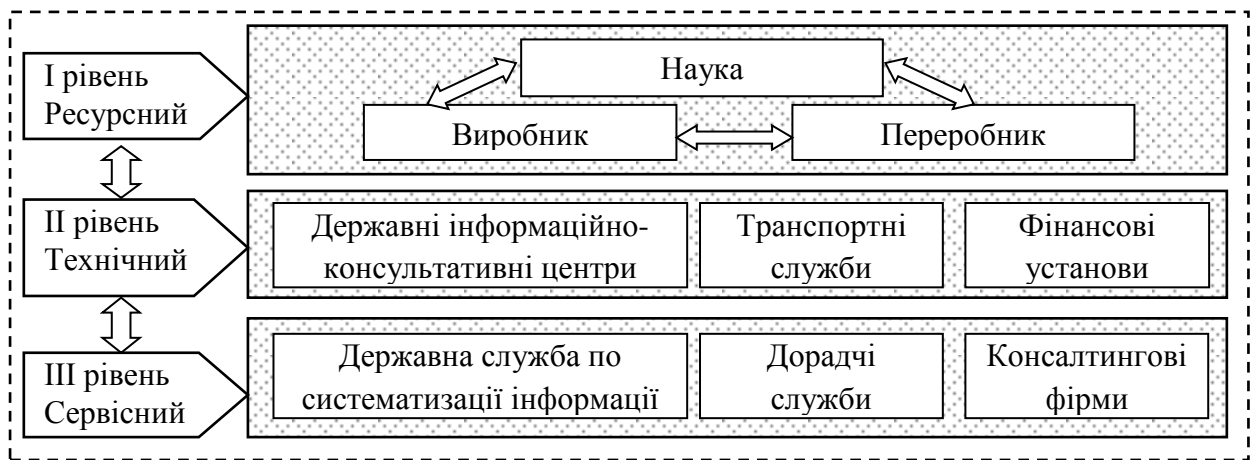 І рівень
Ресурсний
Наука
Виробник
Переробник
ІІ рівень
Технічний
Державні інформаційно-
консультативні центри
Транспортні
служби
Фінансові
установи
ІІІ рівень
Сервісний
Державна служба по
систематизації інформації
Дорадчі
служби
Консалтингові
фірми